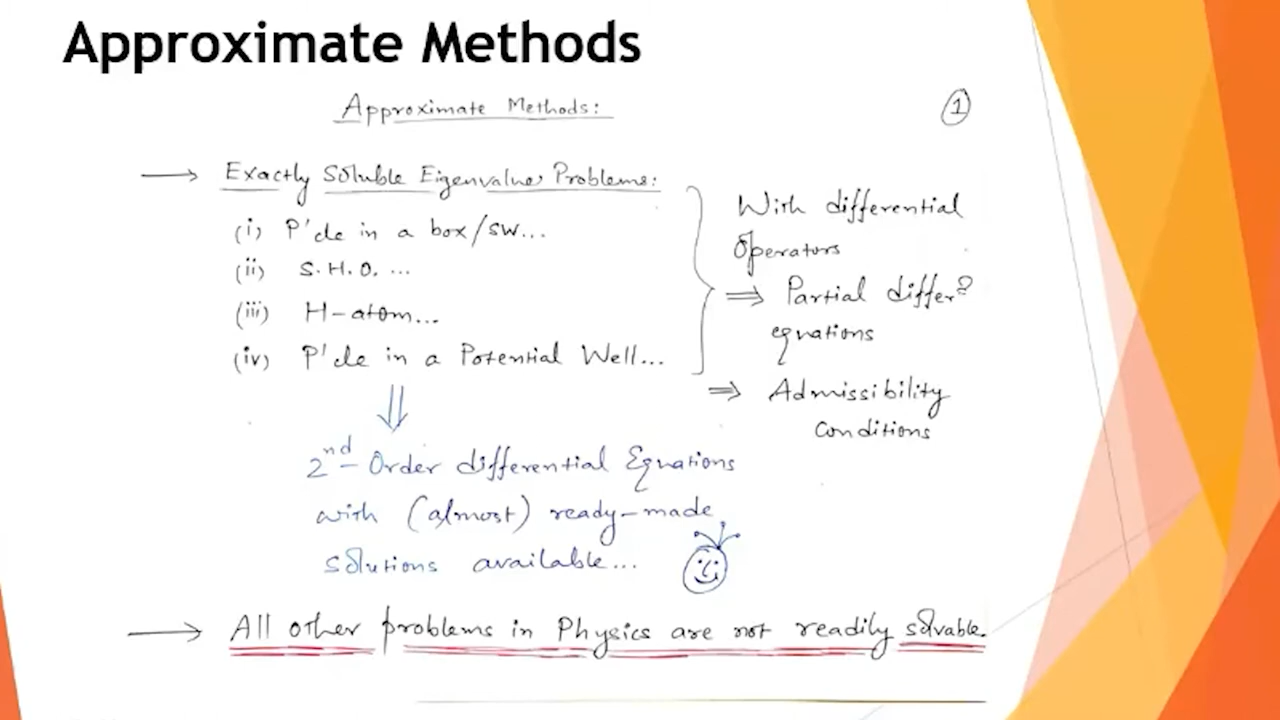 Approximate Methods
Approximate Methods:
①
→ Exactly Soluble Eigenvalue Problems:
(i) P'cle in a box/SW...
(ii) S.H.O. ...
(iii) H-atom...
(iv) P'cle in a Potential Well...
With differential
Operators
⇒ Partial differ?
equations
⇒ Admissibility
Conditions
⇓
2nd-Order differential Equations
with (almost) ready-made
solutions available...
→ All other problems in Physics are not readily solvable.